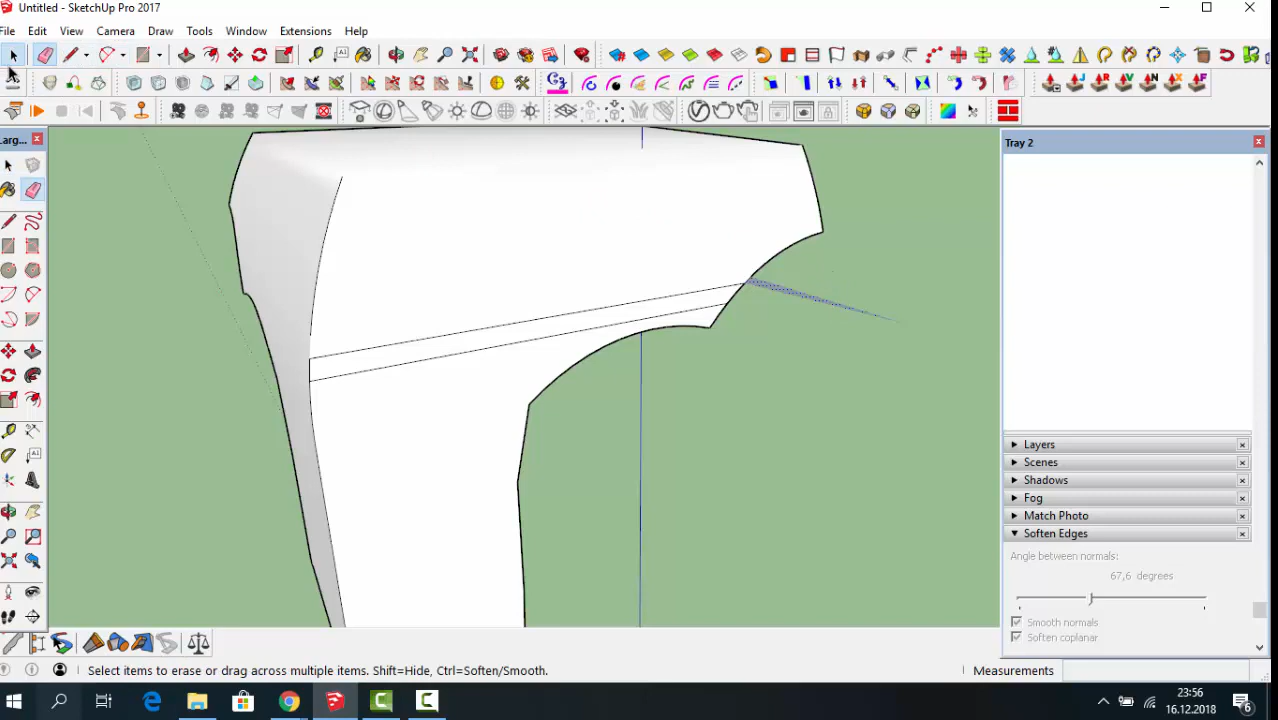 Untitled - SketchUp Pro 2017
File Edit View Camera Draw Tools Window Extensions Help
Larg...
Tray 2
Layers
Scenes
Shadows
Fog
Match Photo
Soften Edges
Angle between normals:
67,6 degrees
Smooth normals
Soften coplanar
Select items to erase or drag across multiple items. Shift=Hide, Ctrl=Soften/Smooth.
Measurements
23:56
16.12.2018
6